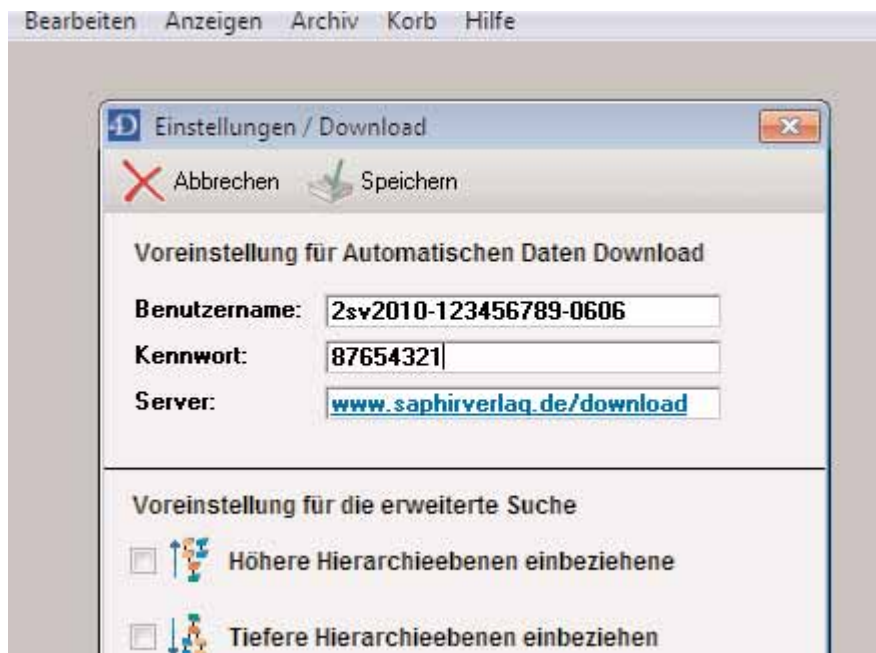 Bearbeiten Anzeigen Archiv Korb Hilfe
4D Einstellungen / Download
Abbrechen Speichern
Voreinstellung für Automatischen Daten Download
Benutzername: 2sv2010-123456789-0606
Kennwort: 87654321
Server: www.saphirverlag.de/download
Voreinstellung für die erweiterte Suche
Höhere Hierarchieebenen einbeziehene
Tiefere Hierarchieebenen einbeziehen